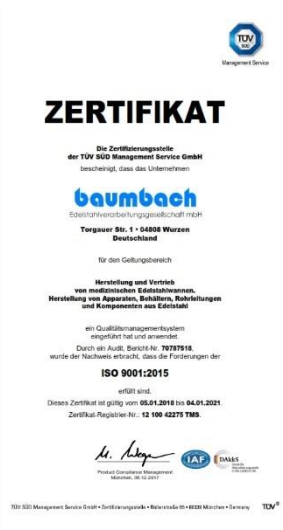 TÜV
SÜD
Management Service
ZERTIFIKAT
Die Zertifizierungsstelle
der TÜV SÜD Management Service GmbH
bescheinigt, dass das Unternehmen
baumbach
Edelstahlverarbeitungsgesellschaft mbH
Torgauer Str. 1 • 04808 Wurzen
Deutschland
für den Geltungsbereich
Herstellung und Vertrieb
von medizinischen Edelstahlwannen.
Herstellung von Apparaten, Behältern, Rohrleitungen
und Komponenten aus Edelstahl
ein Qualitätsmanagementsystem
eingeführt hat und anwendet.
Durch ein Audit, Bericht-Nr. 70787518,
wurde der Nachweis erbracht, dass die Forderungen der
ISO 9001:2015
erfüllt sind.
Dieses Zertifikat ist gültig vom 05.01.2018 bis 04.01.2021.
Zertifikat-Registrier-Nr.: 12 100 42275 TMS.
Product Compliance Management
München, 06.12.2017
IAF
DAkkS
TÜV SÜD Management Service GmbH • Zertifizierungsstelle • Ridlerstraße 65 • 80339 München • Germany
TÜV®